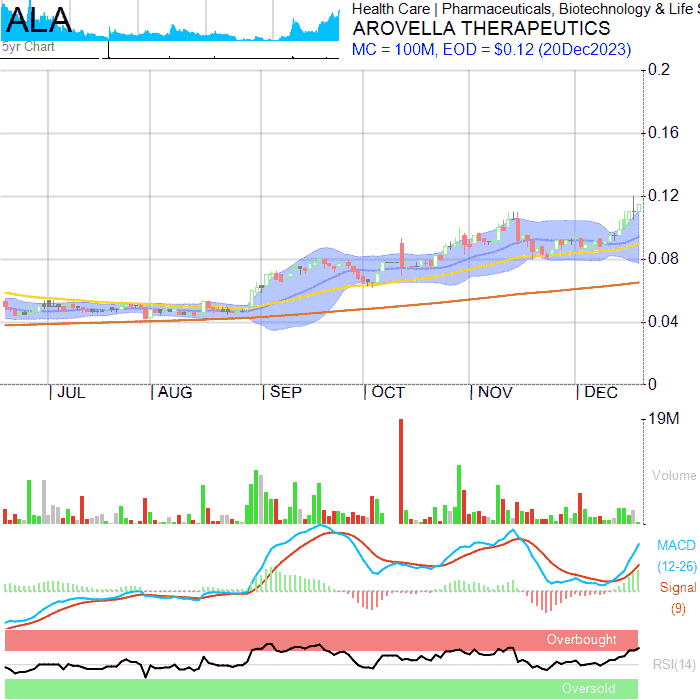 ALA
5yr Chart
Health Care | Pharmaceuticals, Biotechnology & Life S
AROVELLA THERAPEUTICS
MC = 100M, EOD = $0.12 (20Dec2023)
0.2
0.16
0.12
0.08
0.04
0
JUL
AUG
SEP
OCT
NOV
DEC
19M
Volume
MACD
(12-26)
Signal
(9)
Overbought
RSI(14)
Oversold